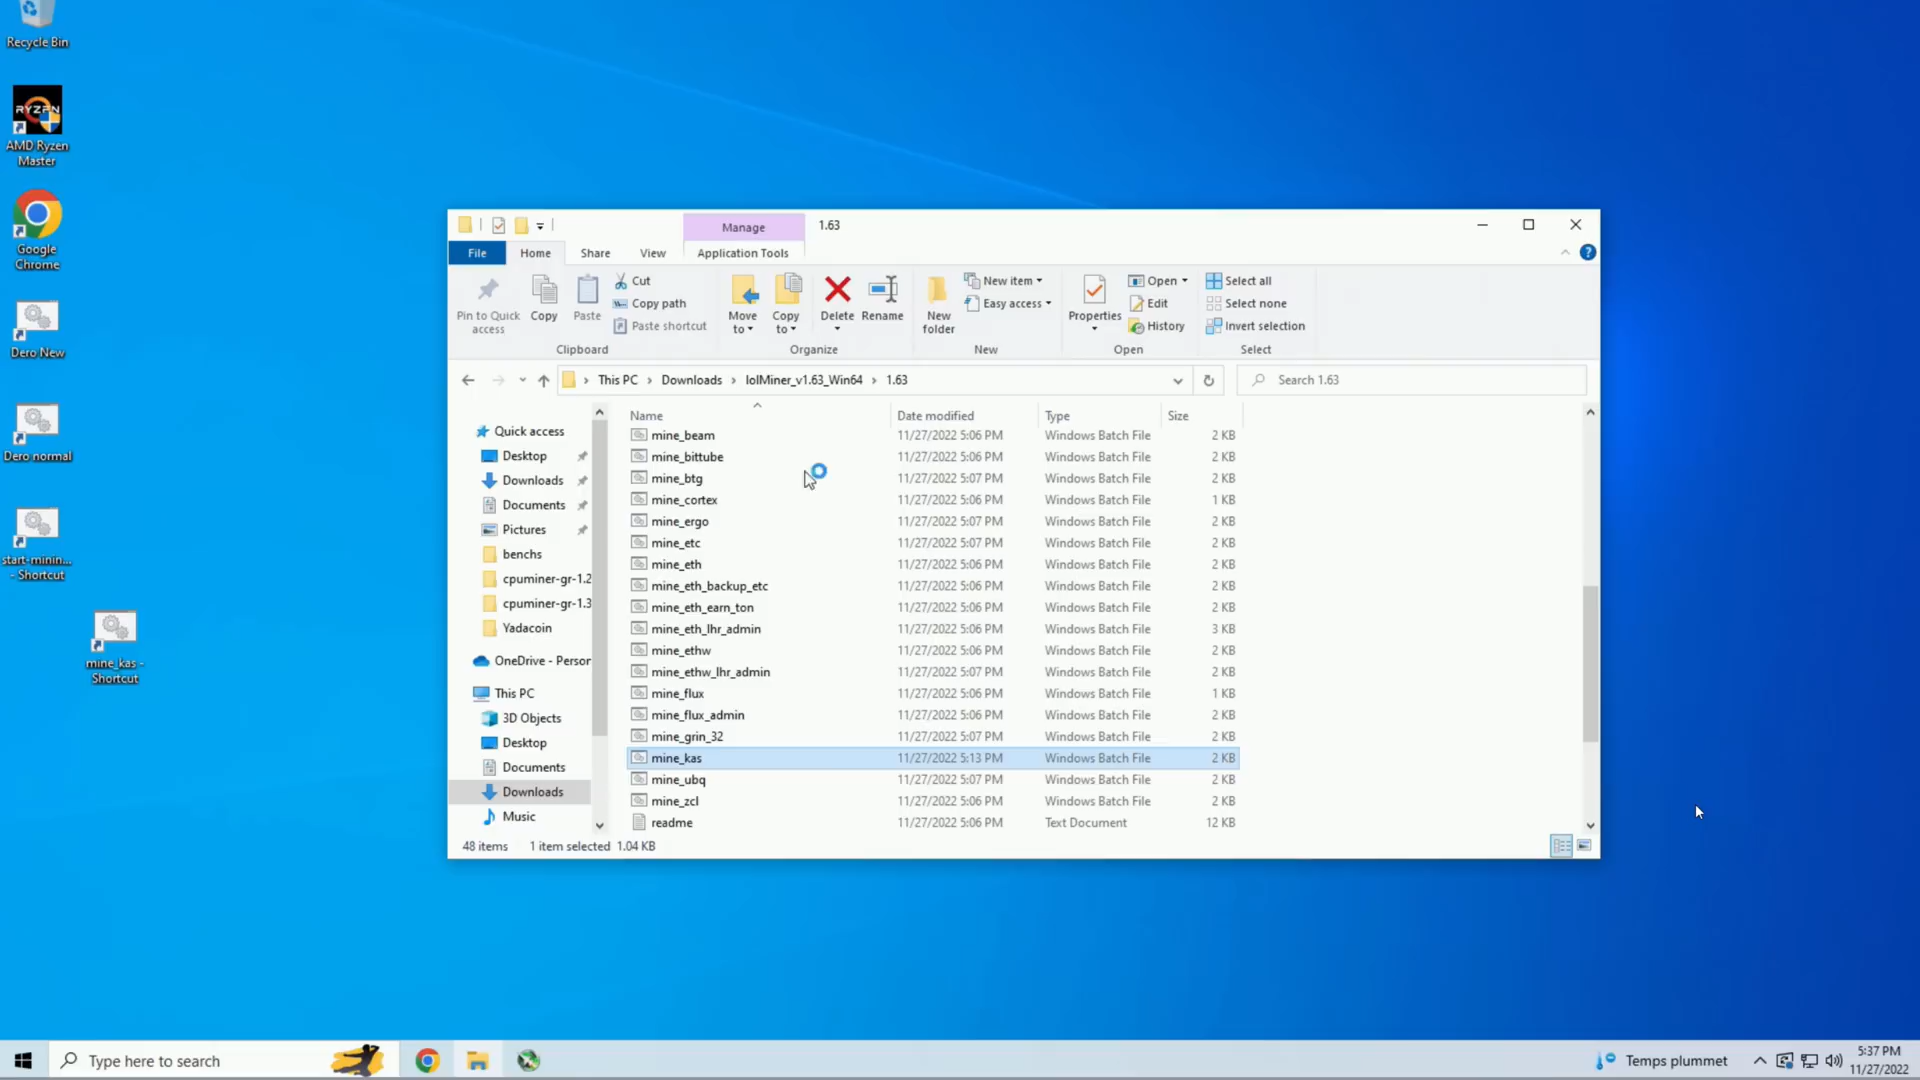 Recycle Bin
RYZEN
AMD Ryzen
Master
Google
Chrome
Dero New
Dero normal
start-minin...
- Shortcut
mine_kas -
Shortcut
Manage
1.63
File
Home
Share
View
Application Tools
Pin to Quick
access
Copy
Paste
Cut
Copy path
Paste shortcut
Clipboard
Move
to
Copy
to
Delete
Rename
Organize
New
folder
New item
Easy access
New
Properties
Open
Edit
History
Open
Select all
Select none
Invert selection
Select
This PC > Downloads > lolMiner_v1.63_Win64 > 1.63
Search 1.63
Quick access
Desktop
Downloads
Documents
Pictures
benchs
cpuminer-gr-1.2
cpuminer-gr-1.3
Yadacoin
OneDrive - Person
This PC
3D Objects
Desktop
Documents
Downloads
Music
Name Date modified Type Size
mine_beam 11/27/2022 5:06 PM Windows Batch File 2 KB
mine_bittube 11/27/2022 5:06 PM Windows Batch File 2 KB
mine_btg 11/27/2022 5:07 PM Windows Batch File 2 KB
mine_cortex 11/27/2022 5:06 PM Windows Batch File 1 KB
mine_ergo 11/27/2022 5:07 PM Windows Batch File 2 KB
mine_etc 11/27/2022 5:07 PM Windows Batch File 2 KB
mine_eth 11/27/2022 5:06 PM Windows Batch File 2 KB
mine_eth_backup_etc 11/27/2022 5:06 PM Windows Batch File 2 KB
mine_eth_earn_ton 11/27/2022 5:06 PM Windows Batch File 2 KB
mine_eth_lhr_admin 11/27/2022 5:06 PM Windows Batch File 3 KB
mine_ethw 11/27/2022 5:06 PM Windows Batch File 2 KB
mine_ethw_lhr_admin 11/27/2022 5:07 PM Windows Batch File 2 KB
mine_flux 11/27/2022 5:06 PM Windows Batch File 1 KB
mine_flux_admin 11/27/2022 5:06 PM Windows Batch File 2 KB
mine_grin_32 11/27/2022 5:07 PM Windows Batch File 2 KB
mine_kas 11/27/2022 5:13 PM Windows Batch File 2 KB
mine_ubq 11/27/2022 5:07 PM Windows Batch File 2 KB
mine_zcl 11/27/2022 5:06 PM Windows Batch File 2 KB
readme 11/27/2022 5:06 PM Text Document 12 KB
48 items 1 item selected 1.04 KB
Type here to search
Temps plummet
5:37 PM
11/27/2022